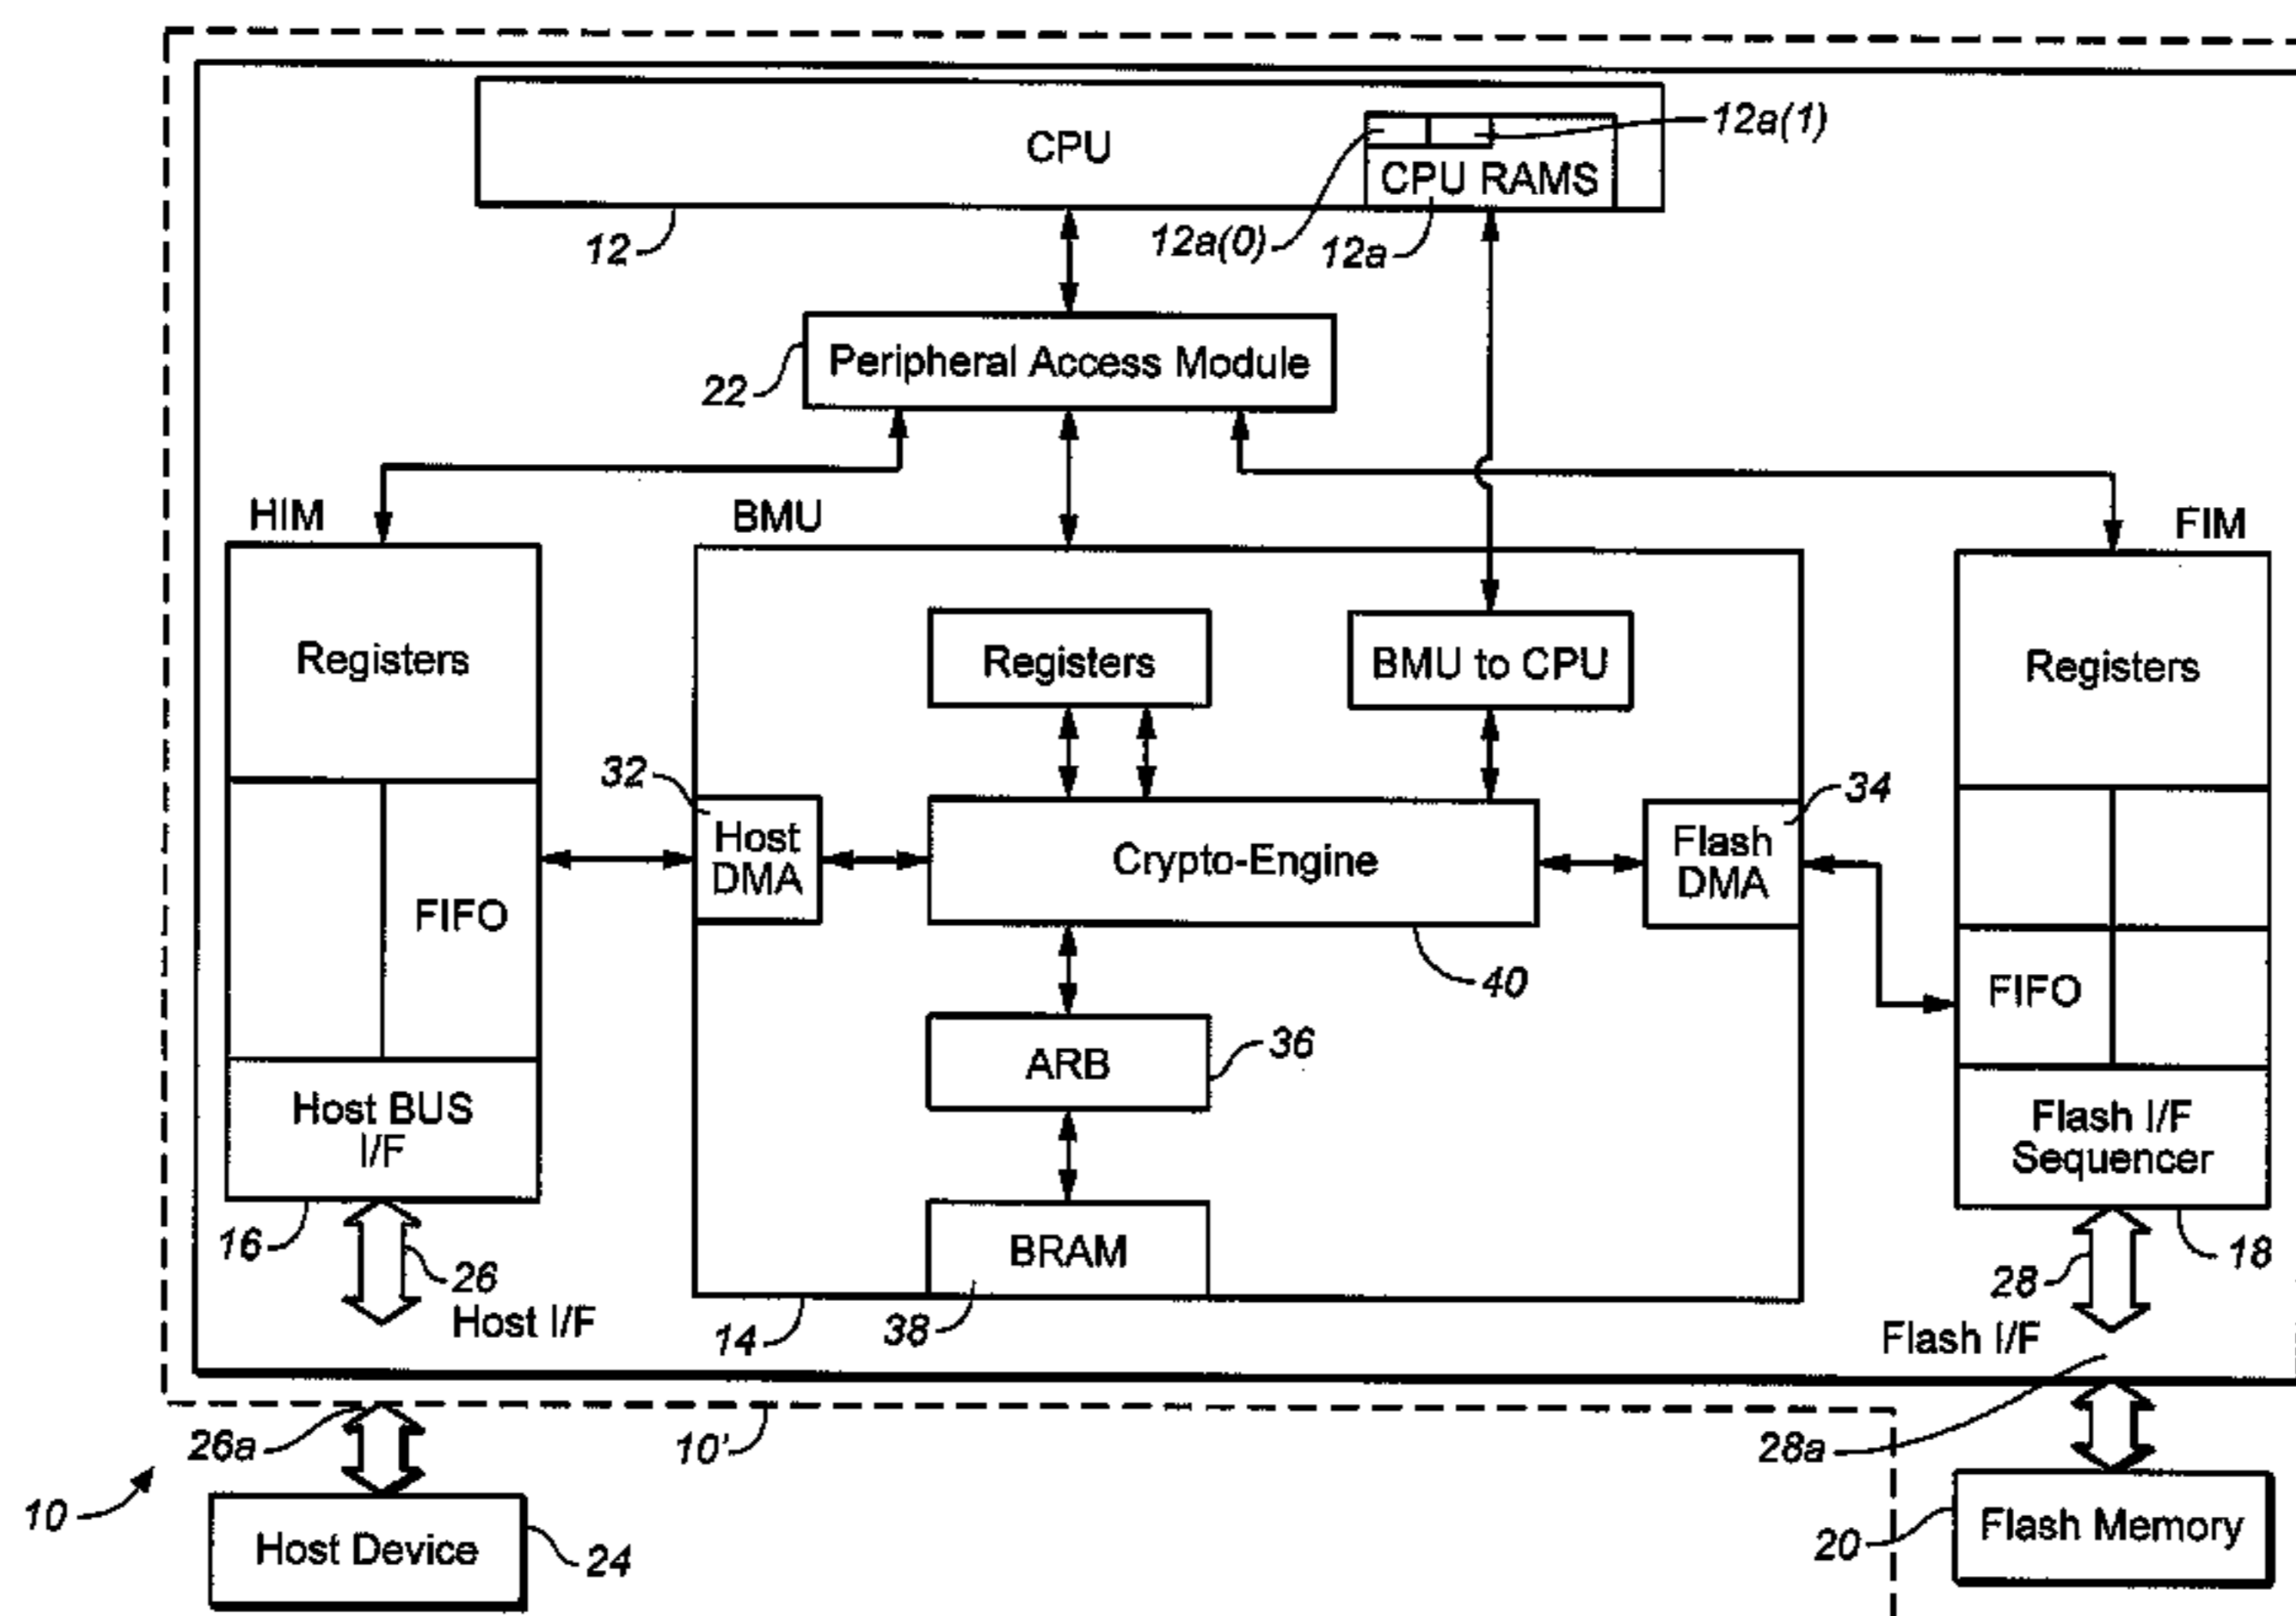 CPU
12a(1)
CPU RAMS
12
12a(0)
12a
22
Peripheral Access Module
HIM
BMU
FIM
Registers
Registers
BMU to CPU
Registers
32
Host
DMA
Crypto-Engine
Flash
DMA
34
FIFO
40
FIFO
ARB
36
Host BUS
I/F
Flash I/F
Sequencer
16
26
Host I/F
BRAM
14
38
28
18
Flash I/F
26a
10'
28a
10
Host Device
24
20
Flash Memory